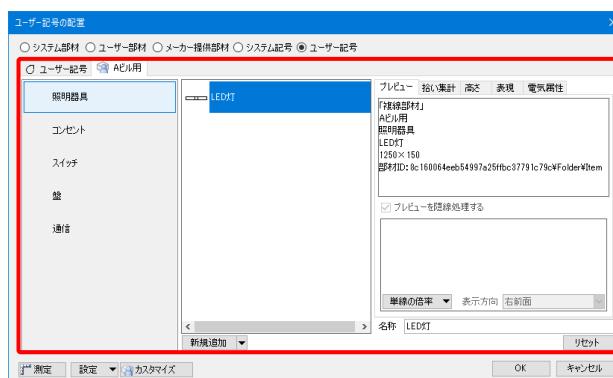 ユーザー記号の配置
システム部材 ユーザー部材 メーカー提供部材 システム記号 ユーザー記号
ユーザー記号 Aビル用
照明器具
コンセント
スイッチ
盤
通信
LED灯
新規追加
プレビュー 拾い集計 高さ 表現 電気属性
「複線部材」
Aビル用
照明器具
LED灯
1250×150
部材ID: 8c160064eeb54997a25ffbc37791c79c¥Folder¥Item
プレビューを隠線処理する
単線の倍率 表示方向 右前面
名称 LED灯
リセット
測定 設定 カスタマイズ OK キャンセル